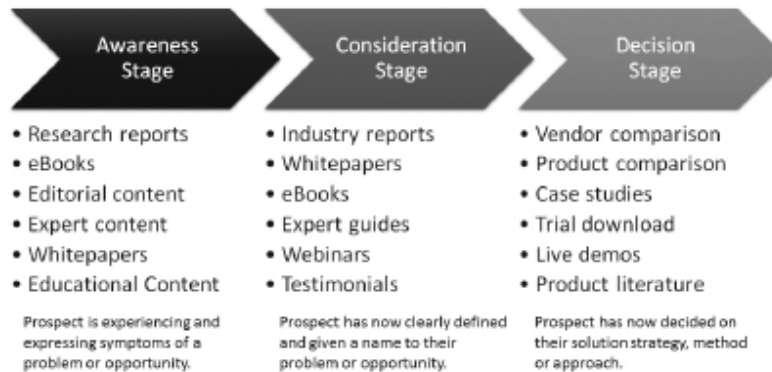 Awareness
Stage
• Research reports
• eBooks
• Editorial content
• Expert content
• Whitepapers
• Educational Content
Prospect is experiencing and
expressing symptoms of a
problem or opportunity.
Consideration
Stage
• Industry reports
• Whitepapers
• eBooks
• Expert guides
• Webinars
• Testimonials
Prospect has now clearly defined
and given a name to their
problem or opportunity.
Decision
Stage
• Vendor comparison
• Product comparison
• Case studies
• Trial download
• Live demos
• Product literature
Prospect has now decided on
their solution strategy, method
or approach.